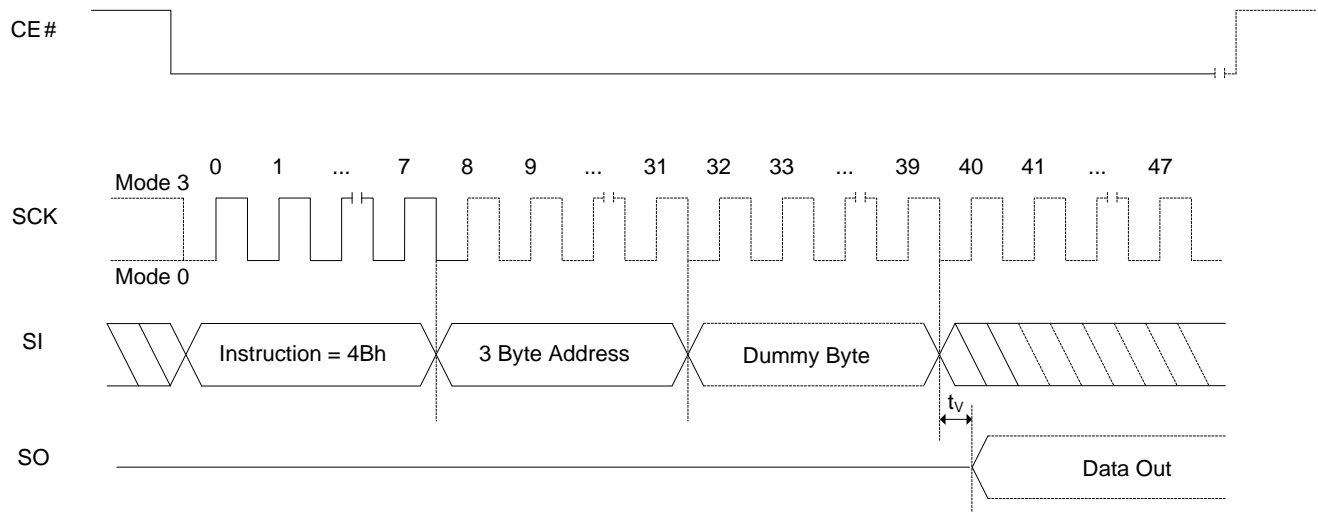 CE#
0 1 ... 7 8 9 ... 31 32 33 ... 39 40 41 ... 47
Mode 3
SCK
Mode 0
SI
Instruction = 4Bh
3 Byte Address
Dummy Byte
tV
SO
Data Out